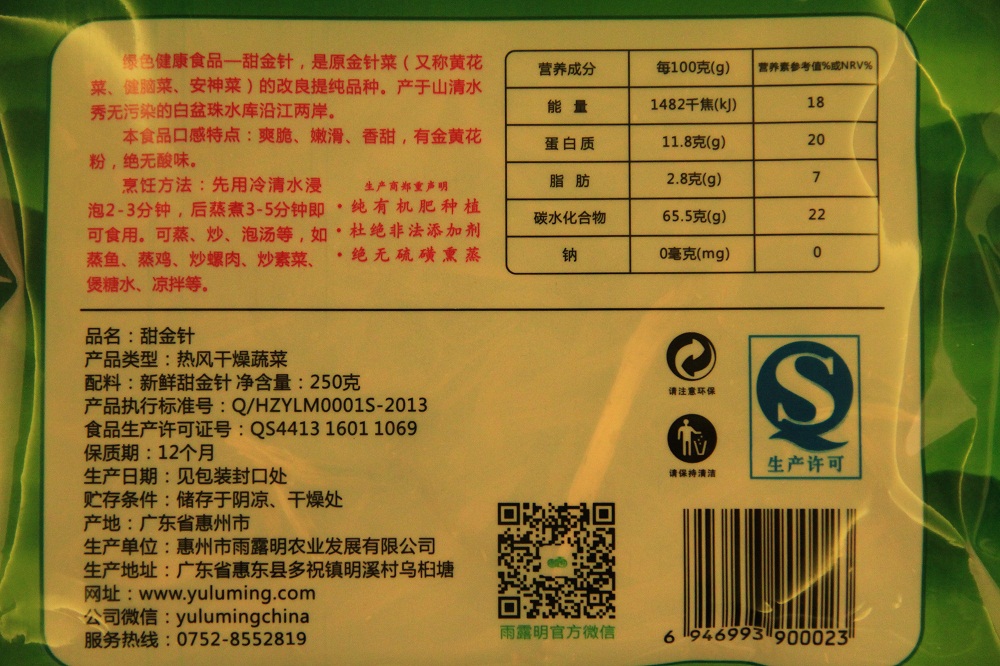 绿色健康食品—甜金针，是原金针菜（又称黄花
菜、健脑菜、安神菜）的改良提纯品种。产于山清水
秀无污染的白盆珠水库沿江两岸。
本食品口感特点：爽脆、嫩滑、香甜，有金黄花
粉，绝无酸味。
烹饪方法：先用冷清水浸
泡2-3分钟，后蒸煮3-5分钟即
可食用。可蒸、炒、泡汤等，如
蒸鱼、蒸鸡、炒螺肉、炒素菜、
煲糖水、凉拌等。
生产商郑重声明
·纯有机肥种植
·杜绝非法添加剂
·绝无硫磺熏蒸
营养成分 每100克(g) 营养素参考值%或NRV%
能 量 1482千焦(kJ) 18
蛋白质 11.8克(g) 20
脂 肪 2.8克(g) 7
碳水化合物 65.5克(g) 22
钠 0毫克(mg) 0
品名：甜金针
产品类型：热风干燥蔬菜
配料：新鲜甜金针 净含量：250克
产品执行标准号：Q/HZYLM0001S-2013
食品生产许可证号：QS4413 1601 1069
保质期：12个月
生产日期：见包装封口处
贮存条件：储存于阴凉、干燥处
产地：广东省惠州市
生产单位：惠州市雨露明农业发展有限公司
生产地址：广东省惠东县多祝镇明溪村乌桕塘
网址：www.yuluming.com
公司微信：yulumingchina
服务热线：0752-8552819
请注意环保
请保持清洁
生产许可
雨露明官方微信
6 946993 900023